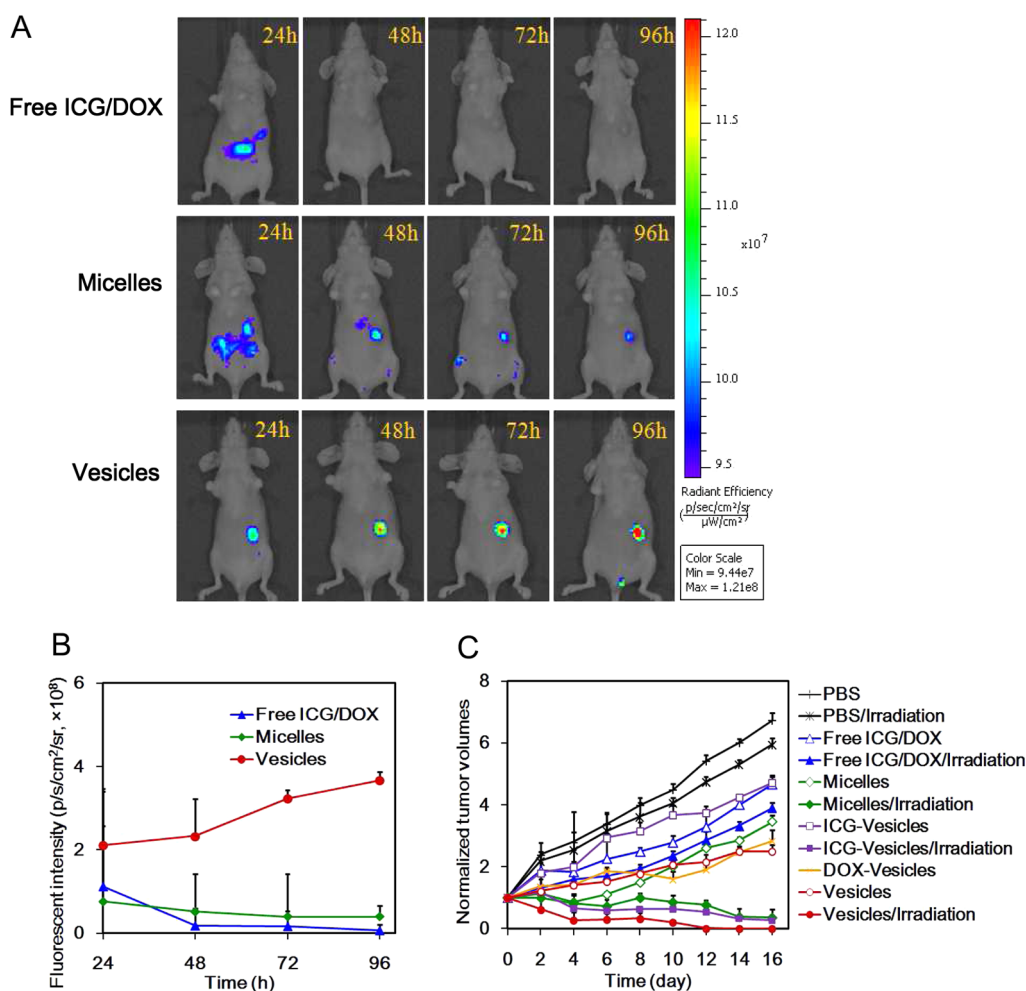 A
24h 48h 72h 96h
Free ICG/DOX
24h 48h 72h 96h
Micelles
24h 48h 72h 96h
Vesicles
12.0
11.5
11.0
x10⁷
10.5
10.0
9.5
Radiant Efficiency
(p/sec/cm²/sr / µW/cm²)
Color Scale
Min = 9.44e7
Max = 1.21e8
B
Fluorescent intensity (p/s/cm²/sr, ×10⁸)
6
4
2
0
Free ICG/DOX
Micelles
Vesicles
24 48 72 96
Time (h)
C
Normalized tumor volumes
8
6
4
2
0
0 2 4 6 8 10 12 14 16
Time (day)
PBS
PBS/Irradiation
Free ICG/DOX
Free ICG/DOX/Irradiation
Micelles
Micelles/Irradiation
ICG-Vesicles
ICG-Vesicles/Irradiation
DOX-Vesicles
Vesicles
Vesicles/Irradiation